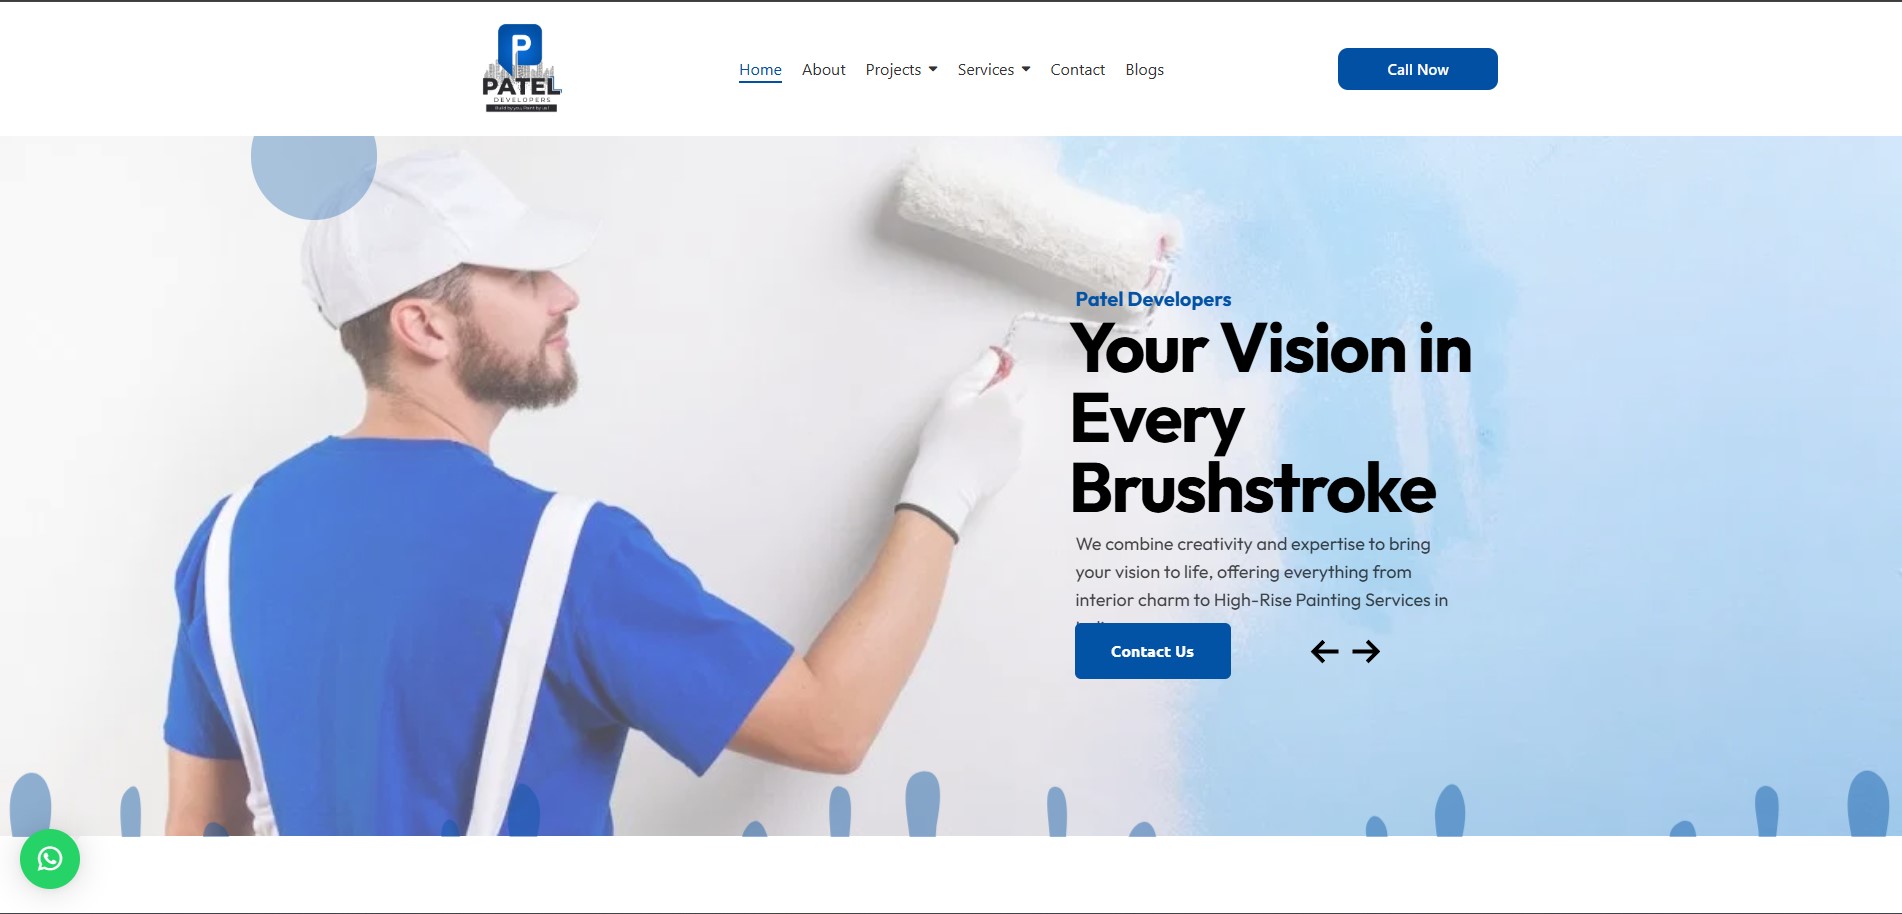 P
PATEL
DEVELOPERS
Home
About
Projects
Services
Contact
Blogs
Call Now
Patel Developers
Your Vision in
Every
Brushstroke
We combine creativity and expertise to bring
your vision to life, offering everything from
interior charm to High-Rise Painting Services in
Contact Us